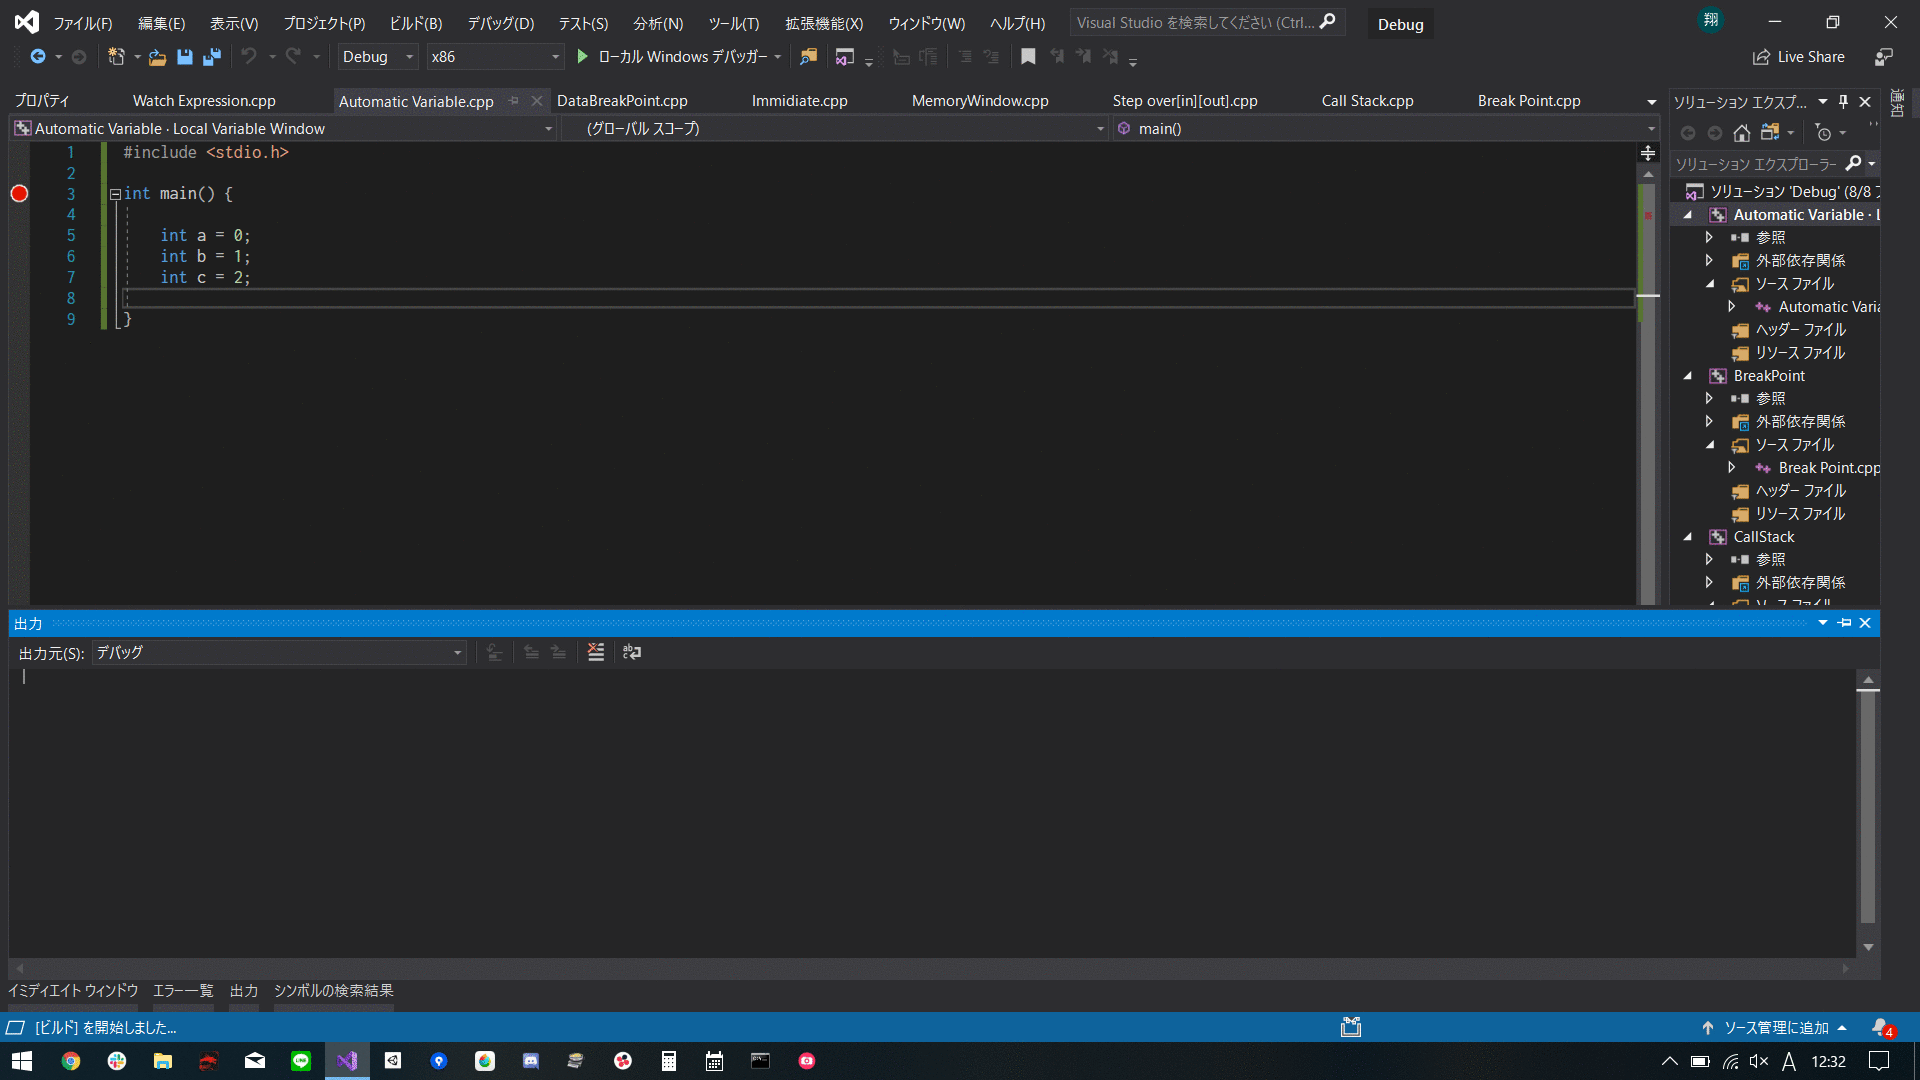 ファイル(F) 編集(E) 表示(V) プロジェクト(P) ビルド(B) デバッグ(D) テスト(S) 分析(N) ツール(T) 拡張機能(X) ウィンドウ(W) ヘルプ(H) Visual Studio を検索してください (Ctrl... Debug 翔
Debug x86 ローカル Windows デバッガー Live Share
プロパティ Watch Expression.cpp Automatic Variable.cpp DataBreakPoint.cpp Immidiate.cpp MemoryWindow.cpp Step over[in][out].cpp Call Stack.cpp Break Point.cpp
Automatic Variable · Local Variable Window (グローバル スコープ) main()
1 #include <stdio.h>
2
3 int main() {
4
5 int a = 0;
6 int b = 1;
7 int c = 2;
8
9 }
ソリューション エクスプ...
通知
ソリューション エクスプローラー
ソリューション 'Debug' (8/8
Automatic Variable ·
参照
外部依存関係
ソース ファイル
Automatic Varia
ヘッダー ファイル
リソース ファイル
BreakPoint
参照
外部依存関係
ソース ファイル
Break Point.cpp
ヘッダー ファイル
リソース ファイル
CallStack
参照
外部依存関係
出力
出力元(S): デバッグ
イミディエイト ウィンドウ エラー一覧 出力 シンボルの検索結果
[ビルド] を開始しました... ソース管理に追加 4
A 12:32